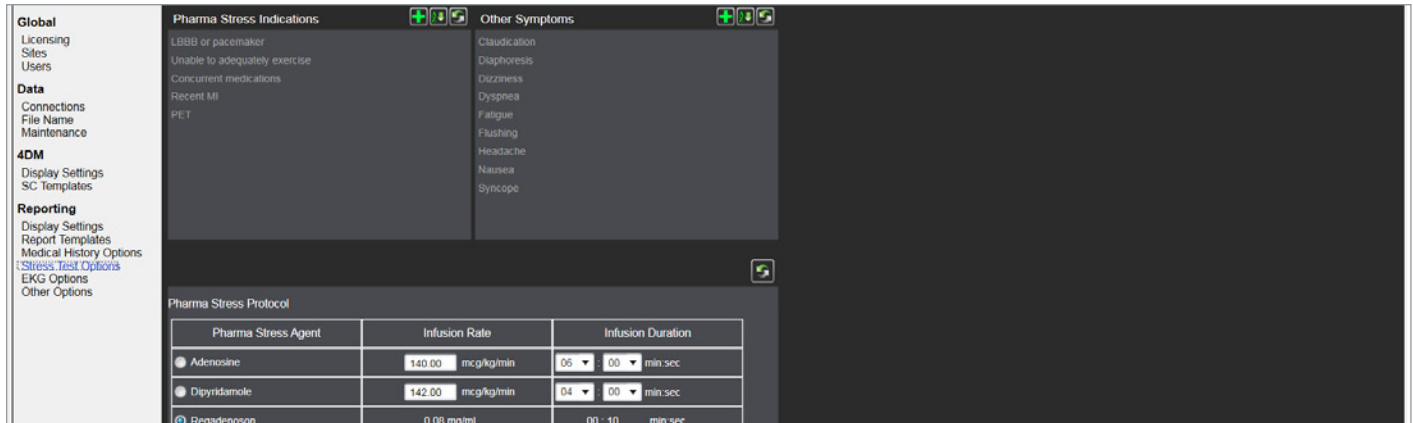 Global
Licensing
Sites
Users
Data
Connections
File Name
Maintenance
4DM
Display Settings
SC Templates
Reporting
Display Settings
Report Templates
Medical History Options
Stress Test Options
EKG Options
Other Options
Pharma Stress Indications
LBBB or pacemaker
Unable to adequately exercise
Concurrent medications
Recent MI
PET
Other Symptoms
Claudication
Diaphoresis
Dizziness
Dyspnea
Fatigue
Flushing
Headache
Nausea
Syncope
Pharma Stress Protocol
Pharma Stress Agent Infusion Rate Infusion Duration
Adenosine 140.00 mcg/kg/min 06 : 00 min:sec
Dipyridamole 142.00 mcg/kg/min 04 : 00 min:sec
Regadenoson 0.08 mg/ml 00 : 10 min:sec